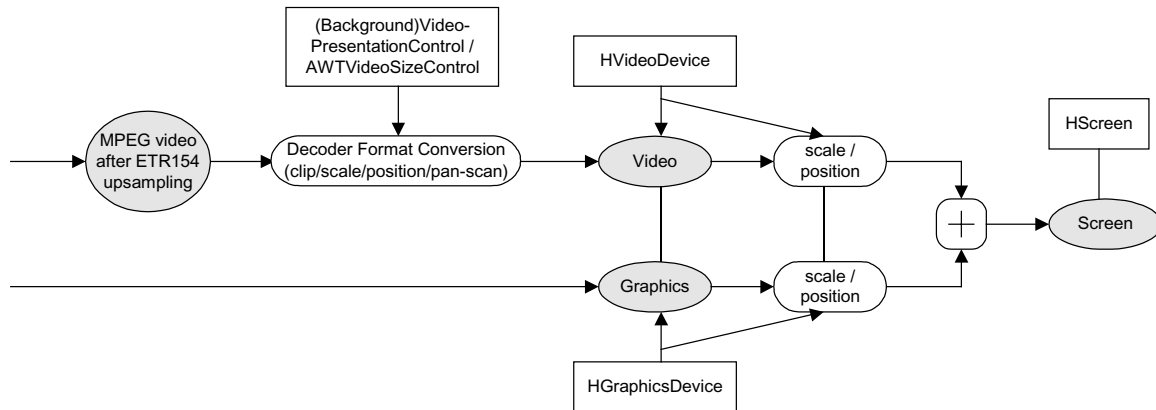 (Background)Video-
PresentationControl /
AWTVideoSizeControl
HVideoDevice
HScreen
MPEG video
after ETR154
upsampling
Decoder Format Conversion
(clip/scale/position/pan-scan)
Video
scale /
position
+
Screen
Graphics
scale /
position
HGraphicsDevice